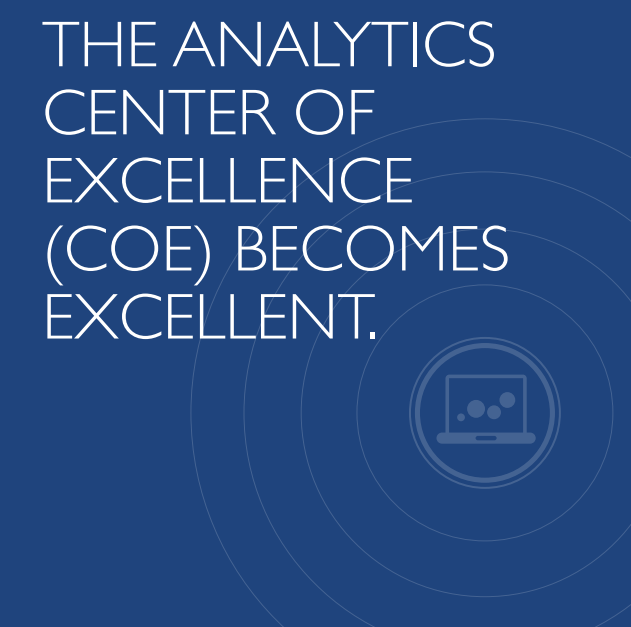 THE ANALYTICS
CENTER OF
EXCELLENCE
(COE) BECOMES
EXCELLENT.